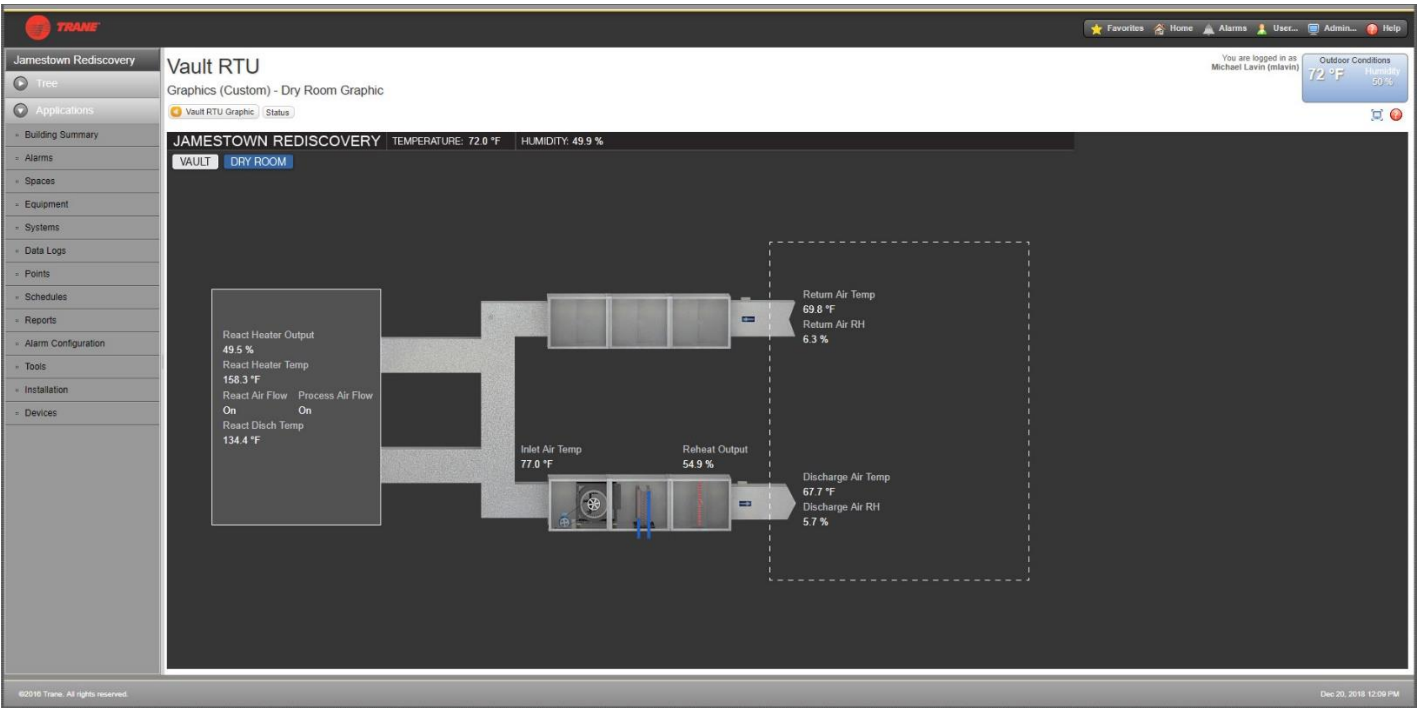 TRANE
Favorites Home Alarms User... Admin... Help
Jamestown Rediscovery
Tree
Applications
Building Summary
Alarms
Spaces
Equipment
Systems
Data Logs
Points
Schedules
Reports
Alarm Configuration
Tools
Installation
Devices
Vault RTU
Graphics (Custom) - Dry Room Graphic
Vault RTU Graphic Status
You are logged in as
Michael Lavin (mlavin)
Outdoor Conditions
72 °F Humidity
50 %
JAMESTOWN REDISCOVERY TEMPERATURE: 72.0 °F HUMIDITY: 49.9 %
VAULT DRY ROOM
React Heater Output
49.5 %
React Heater Temp
158.3 °F
React Air Flow Process Air Flow
On On
React Disch Temp
134.4 °F
Inlet Air Temp
77.0 °F
Reheat Output
54.9 %
Return Air Temp
69.8 °F
Return Air RH
6.3 %
Discharge Air Temp
67.7 °F
Discharge Air RH
5.7 %
©2016 Trane. All rights reserved.
Dec 20, 2018 12:09 PM